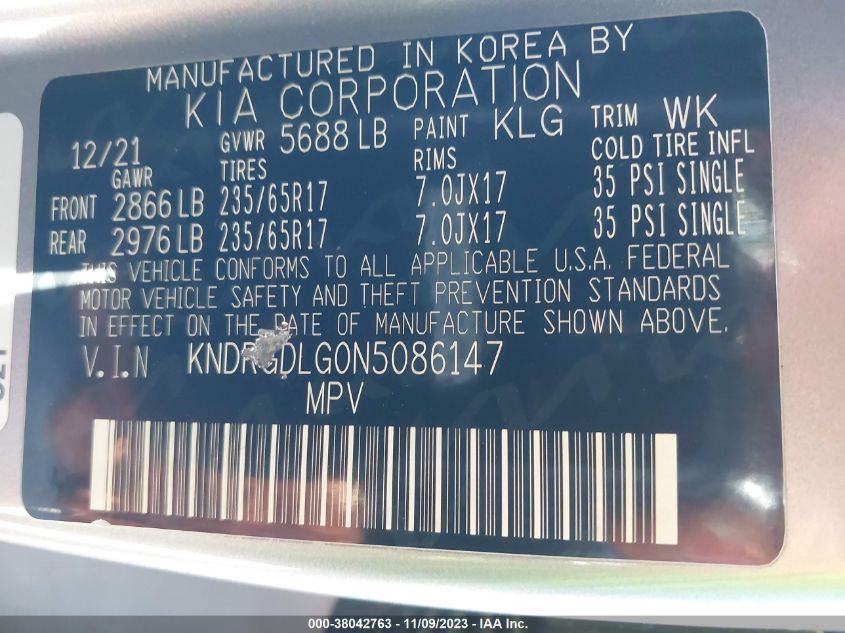 MANUFACTURED IN KOREA BY
KIA CORPORATION
12/21 GVWR 5688 LB PAINT KLG TRIM WK
GAWR TIRES RIMS COLD TIRE INFL
FRONT 2866 LB 235/65R17 7.0JX17 35 PSI SINGLE
REAR 2976 LB 235/65R17 7.0JX17 35 PSI SINGLE
THIS VEHICLE CONFORMS TO ALL APPLICABLE U.S.A. FEDERAL
MOTOR VEHICLE SAFETY AND THEFT PREVENTION STANDARDS
IN EFFECT ON THE DATE OF MANUFACTURE SHOWN ABOVE.
V.I.N KNDRGDLG0N5086147
MPV
000-38042763 - 11/09/2023 - IAA Inc.